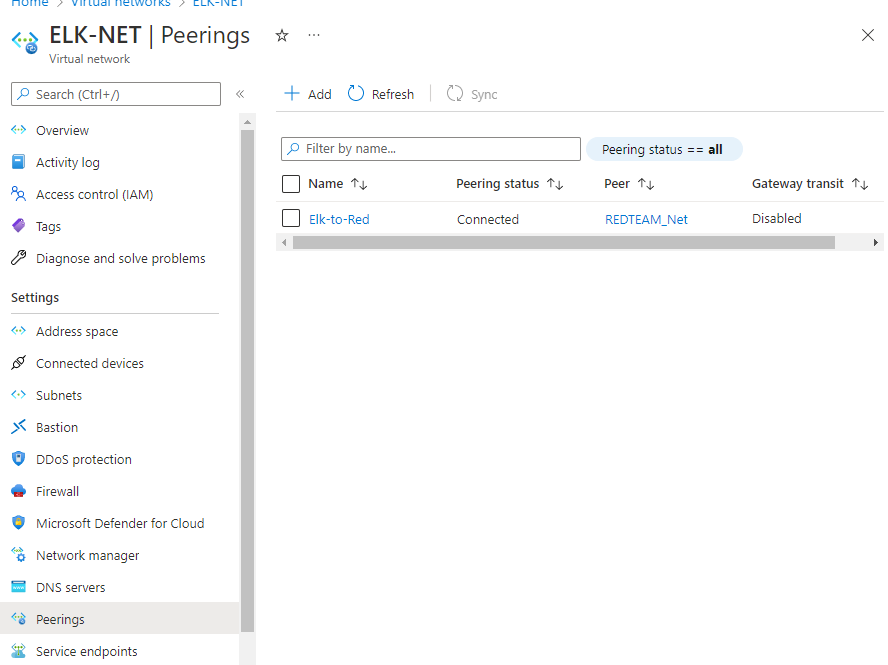 Home > Virtual networks > ELK-NET
ELK-NET | Peerings
Virtual network
Search (Ctrl+/)
Overview
Activity log
Access control (IAM)
Tags
Diagnose and solve problems
Settings
Address space
Connected devices
Subnets
Bastion
DDoS protection
Firewall
Microsoft Defender for Cloud
Network manager
DNS servers
Peerings
Service endpoints
Add Refresh Sync
Filter by name...
Peering status == all
Name Peering status Peer Gateway transit
Elk-to-Red Connected REDTEAM_Net Disabled